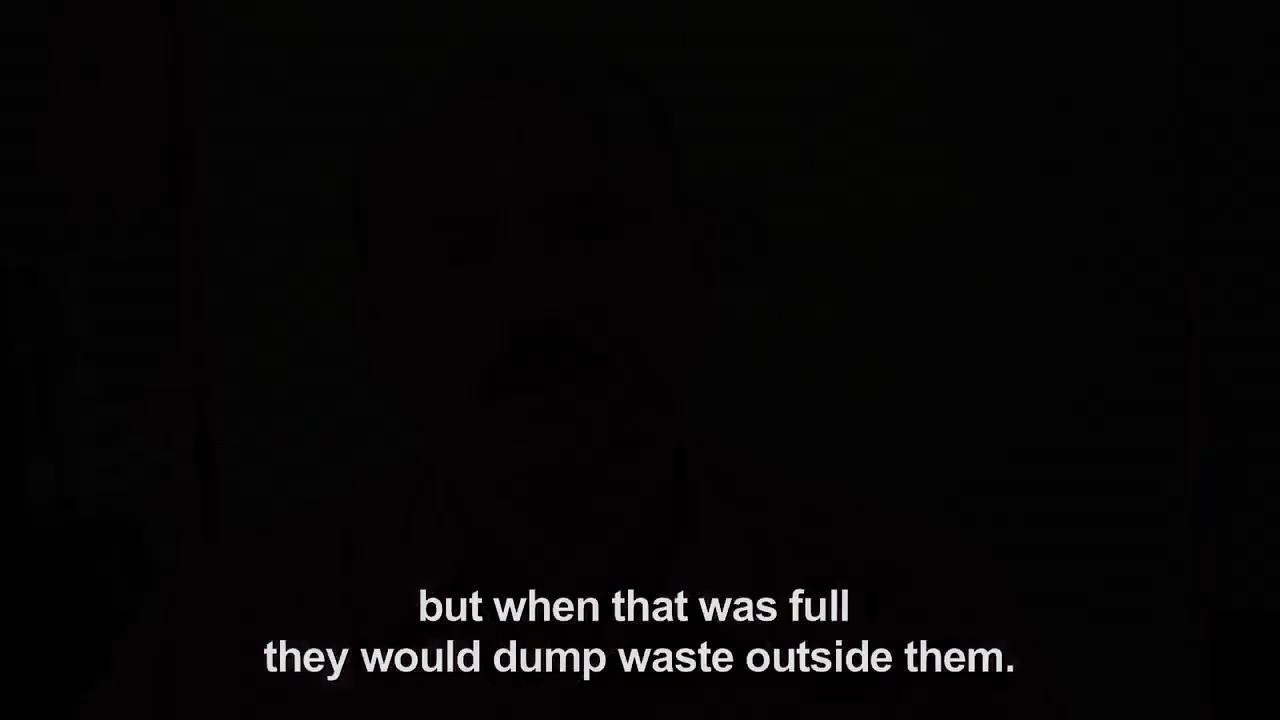 but when that was full
they would dump waste outside them.